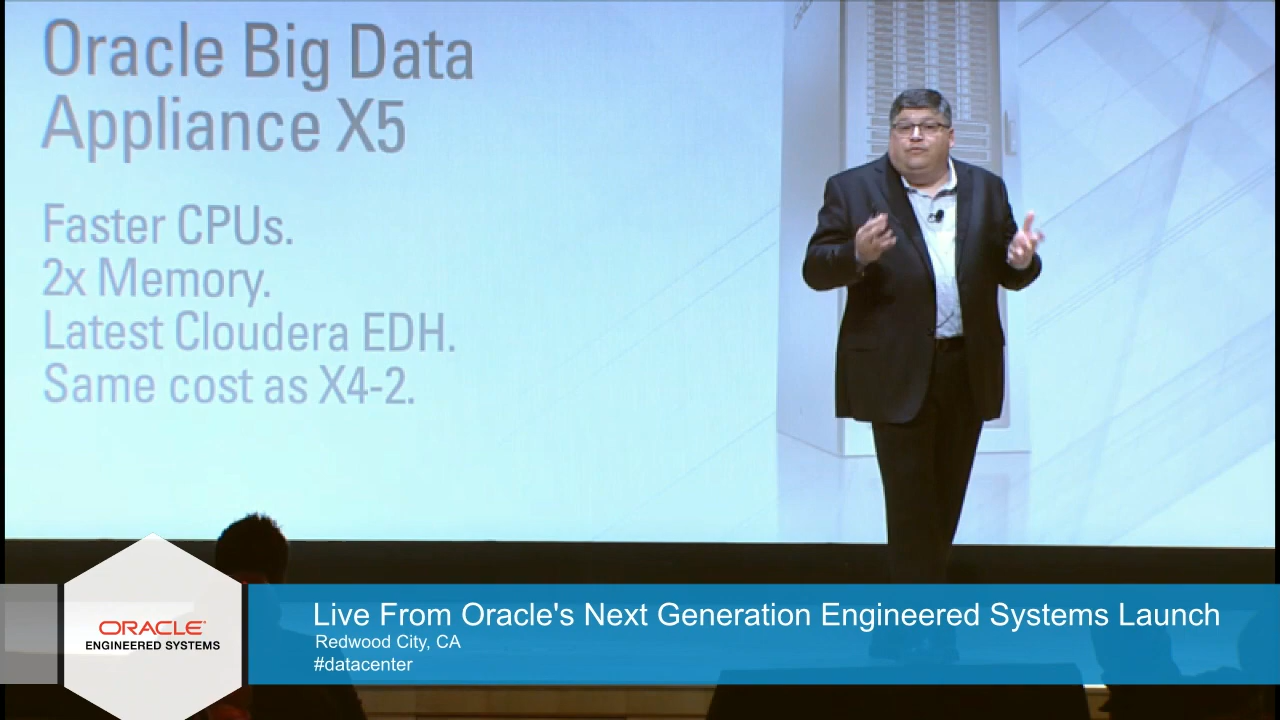 Oracle Big Data
Appliance X5
Faster CPUs.
2x Memory.
Latest Cloudera EDH.
Same cost as X4-2.
Live From Oracle's Next Generation Engineered Systems Launch
Redwood City, CA
#datacenter
ORACLE
ENGINEERED SYSTEMS